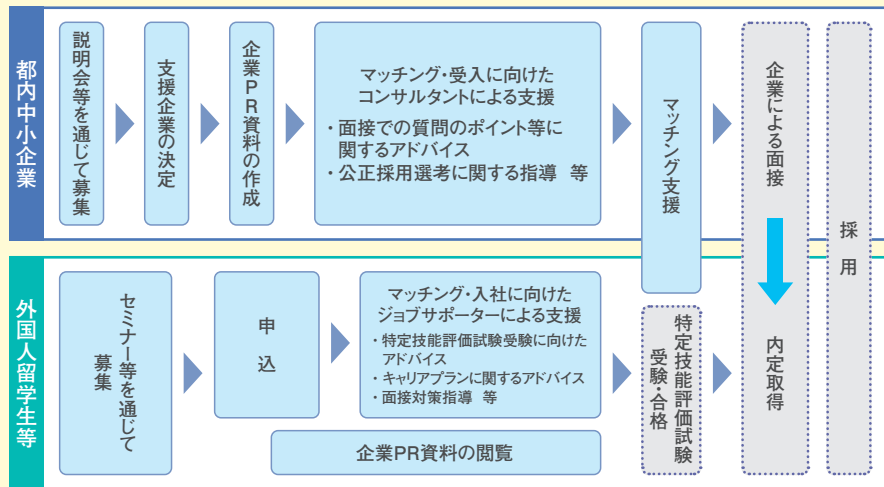 都内中小企業
説明会等を通じて募集
支援企業の決定
企業PR資料の作成
マッチング・受入に向けた
コンサルタントによる支援
・面接での質問のポイント等に
関するアドバイス
・公正採用選考に関する指導　等
マッチング支援
企業による面接
採用
外国人留学生等
セミナー等を通じて
募集
申込
マッチング・入社に向けた
ジョブサポーターによる支援
・特定技能評価試験受験に向けた
アドバイス
・キャリアプランに関するアドバイス
・面接対策指導　等
企業PR資料の閲覧
特定技能評価試験
受験・合格
内定取得